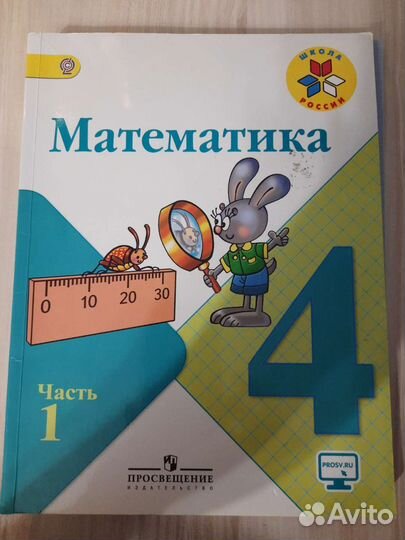 ШКОЛА
РОССИИ
Математика
0 10 20 30
4
Часть
1
PROSV.RU
ПРОСВЕЩЕНИЕ
ИЗДАТЕЛЬСТВО
Avito